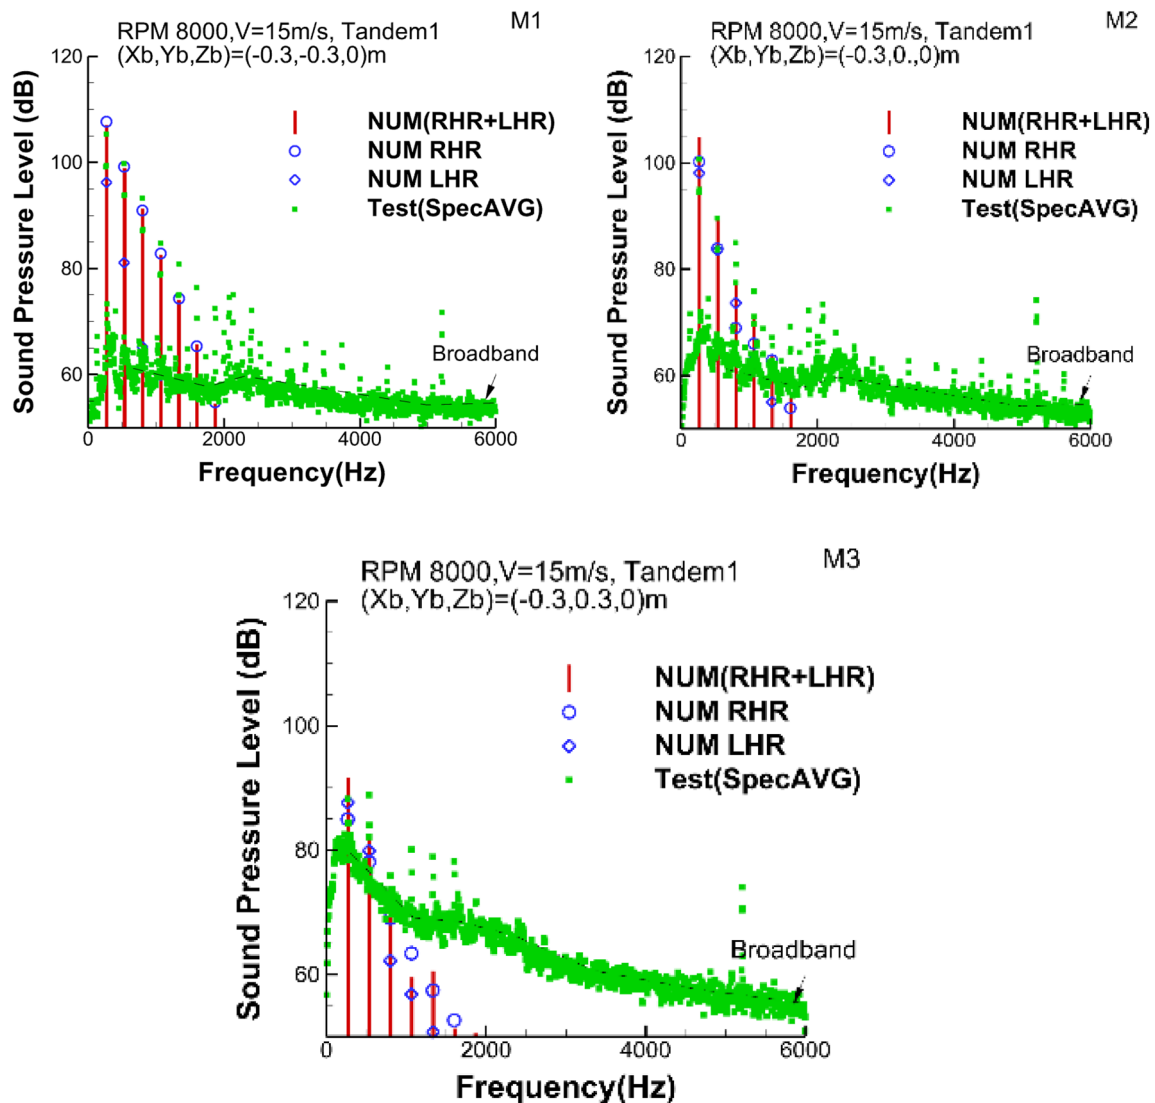 M1
RPM 8000,V=15m/s, Tandem1
(Xb,Yb,Zb)=(-0.3,-0.3,0)m
120
100
80
60
Sound Pressure Level (dB)
NUM(RHR+LHR)
NUM RHR
NUM LHR
Test(SpecAVG)
Broadband
0
2000
4000
6000
Frequency(Hz)
M2
RPM 8000,V=15m/s, Tandem1
(Xb,Yb,Zb)=(-0.3,0.,0)m
120
100
80
60
Sound Pressure Level (dB)
NUM(RHR+LHR)
NUM RHR
NUM LHR
Test(SpecAVG)
Broadband
0
2000
4000
6000
Frequency(Hz)
M3
RPM 8000,V=15m/s, Tandem1
(Xb,Yb,Zb)=(-0.3,0.3,0)m
120
100
80
60
Sound Pressure Level (dB)
NUM(RHR+LHR)
NUM RHR
NUM LHR
Test(SpecAVG)
Broadband
0
2000
4000
6000
Frequency(Hz)